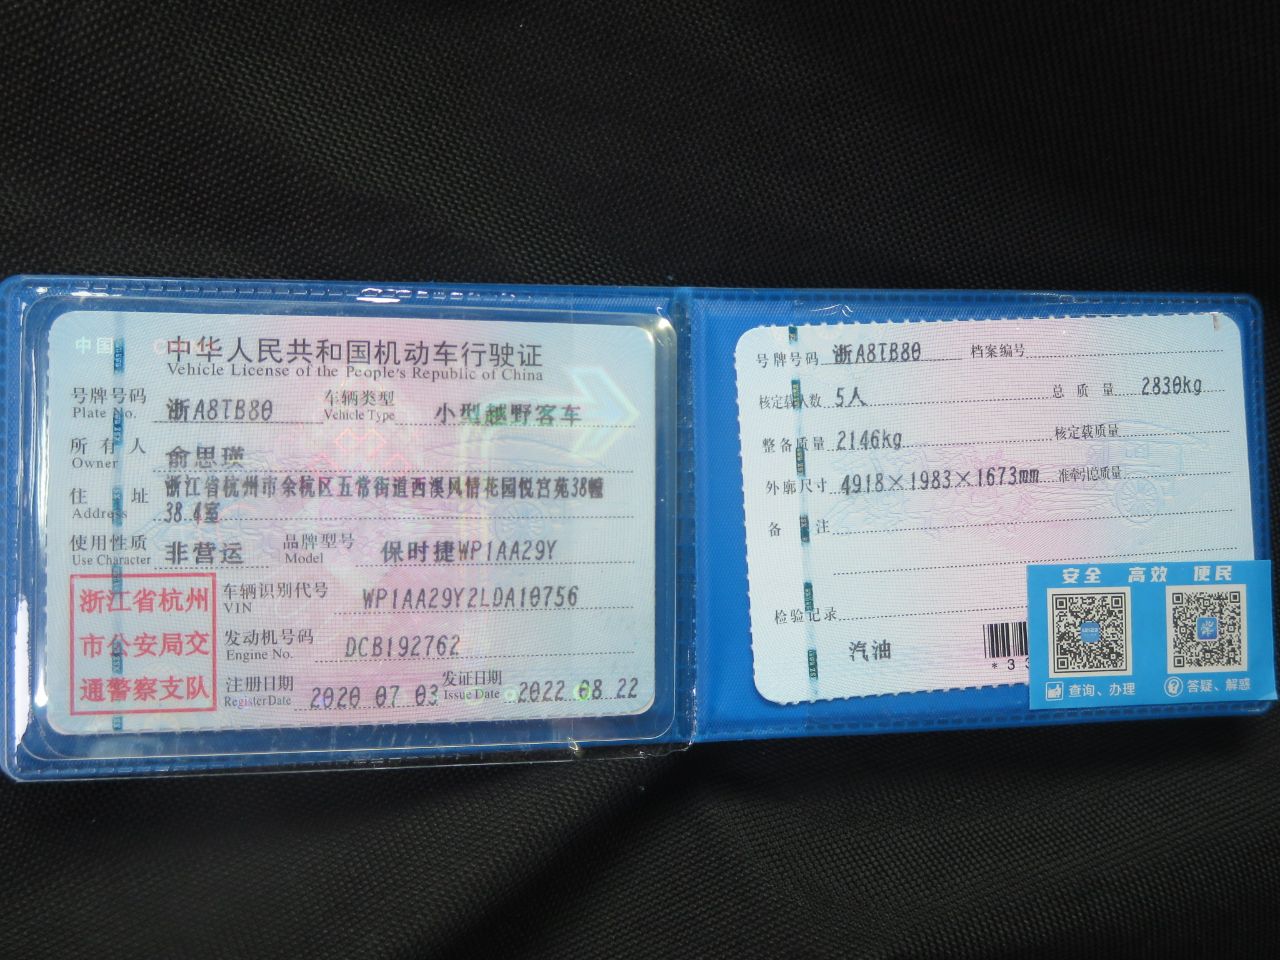 中国
中华人民共和国机动车行驶证
Vehicle License of the People's Republic of China
号牌号码 浙A8TB80 车辆类型 小型越野客车
Plate No. Vehicle Type
所有人 俞思瑛
Owner
住址 浙江省杭州市余杭区五常街道西溪风情花园悦宫苑38幢
Address 38.4室
使用性质 非营运 品牌型号 保时捷WP1AA29Y
Use Character Model
浙江省杭州
市公安局交
通警察支队
车辆识别代号 WP1AA29Y2LDA10756
VIN
发动机号码 DCB192762
Engine No.
注册日期 2020 07 03 发证日期 2022 08 22
Register Date Issue Date
号牌号码 浙A8TB80 档案编号
核定载人数 5人 总质量 2830kg
整备质量 2146kg 核定载质量
外廓尺寸 4918×1983×1673mm 准牵引总质量
备注
检验记录
汽油
*33
安全 高效 便民
查询、办理 答疑、解惑